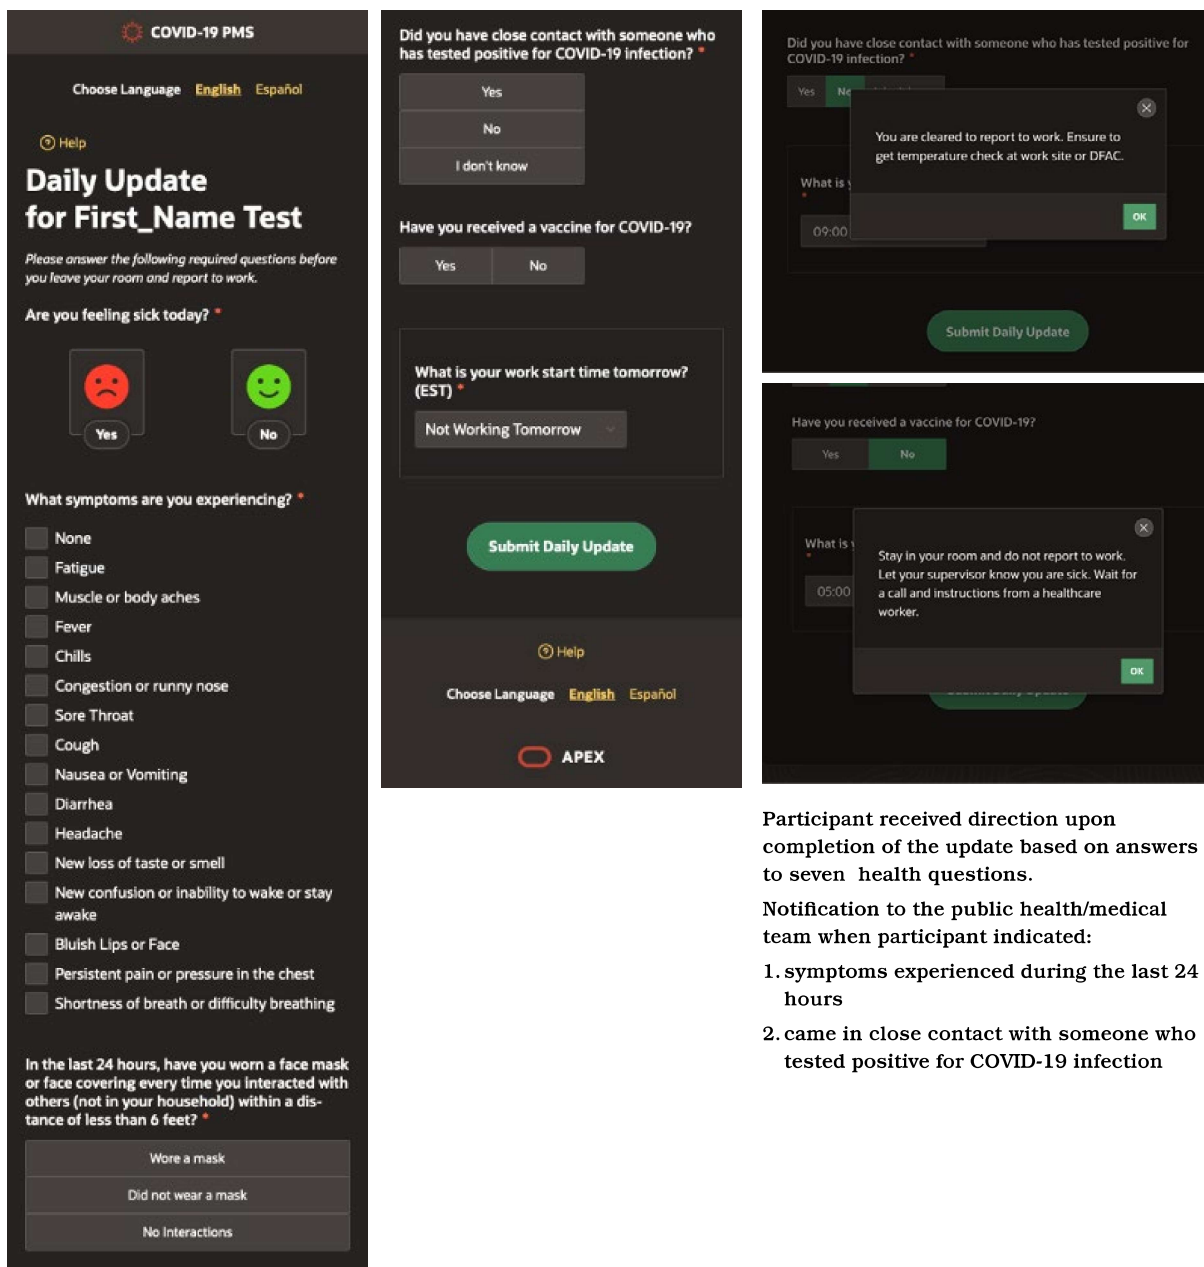 COVID-19 PMS
Choose Language English Español
Help
Daily Update
for First_Name Test
Please answer the following required questions before
you leave your room and report to work.
Are you feeling sick today? *
Yes
No
What symptoms are you experiencing? *
None
Fatigue
Muscle or body aches
Fever
Chills
Congestion or runny nose
Sore Throat
Cough
Nausea or Vomiting
Diarrhea
Headache
New loss of taste or smell
New confusion or inability to wake or stay
awake
Bluish Lips or Face
Persistent pain or pressure in the chest
Shortness of breath or difficulty breathing
In the last 24 hours, have you worn a face mask
or face covering every time you interacted with
others (not in your household) within a dis-
tance of less than 6 feet? *
Wore a mask
Did not wear a mask
No Interactions
Did you have close contact with someone who
has tested positive for COVID-19 infection? *
Yes
No
I don't know
Have you received a vaccine for COVID-19?
Yes No
What is your work start time tomorrow?
(EST) *
Not Working Tomorrow
Submit Daily Update
Help
Choose Language English Español
APEX
Did you have close contact with someone who has tested positive for
COVID-19 infection? *
Yes No
You are cleared to report to work. Ensure to
get temperature check at work site or DFAC.
What is
*
09:00
OK
Submit Daily Update
Have you received a vaccine for COVID-19?
Yes No
What is
*
05:00
Stay in your room and do not report to work.
Let your supervisor know you are sick. Wait for
a call and instructions from a healthcare
worker.
OK
Participant received direction upon
completion of the update based on answers
to seven health questions.
Notification to the public health/medical
team when participant indicated:
1. symptoms experienced during the last 24
hours
2. came in close contact with someone who
tested positive for COVID-19 infection